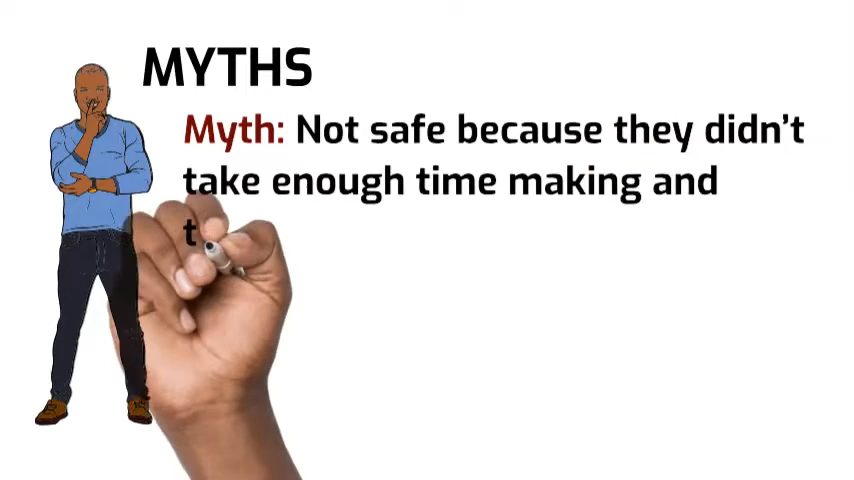 MYTHS
Myth: Not safe because they didn't
take enough time making and
t